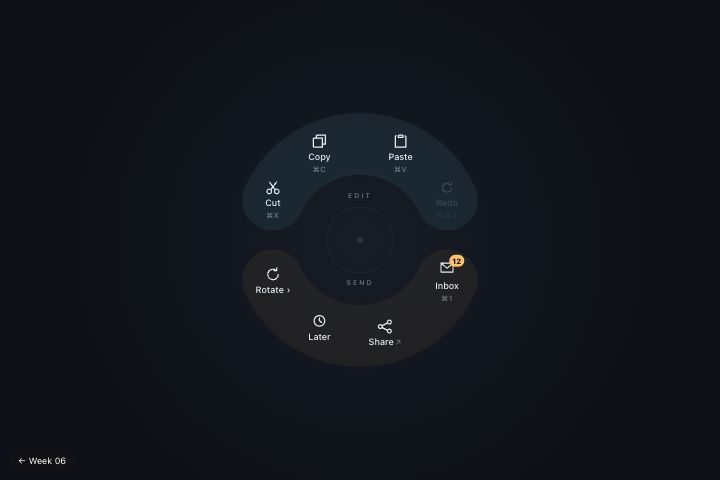 Copy
⌘C
Paste
⌘V
Cut
⌘X
EDIT
Redo
SEND
Rotate ›
12
Inbox
⌘1
Later
Share ↗
← Week 06